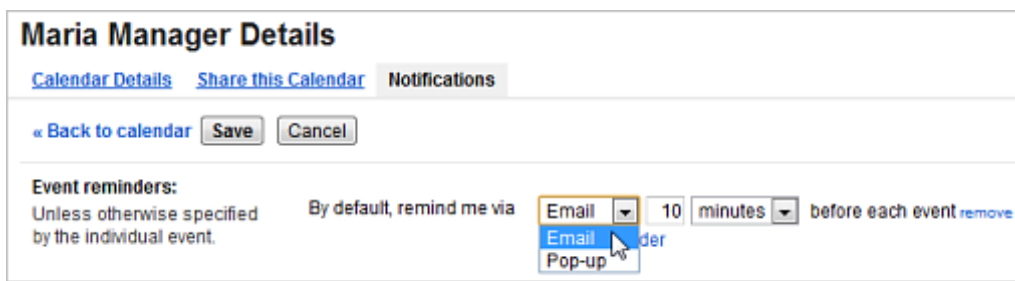 Maria Manager Details
Calendar Details Share this Calendar Notifications
« Back to calendar Save Cancel
Event reminders:
Unless otherwise specified
by the individual event.
By default, remind me via Email 10 minutes before each event remove
Email
Pop-up